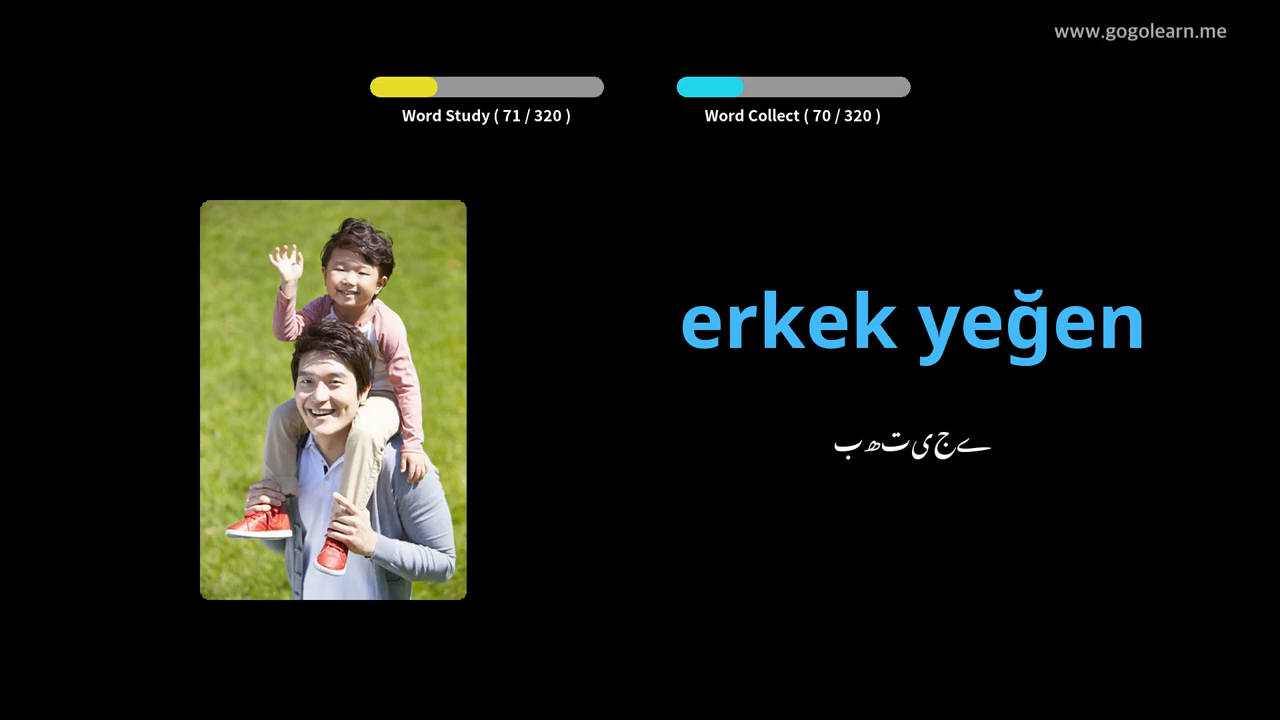 www.gogolearn.me
Word Study ( 71 / 320 )
Word Collect ( 70 / 320 )
erkek yeğen
بھتیجے